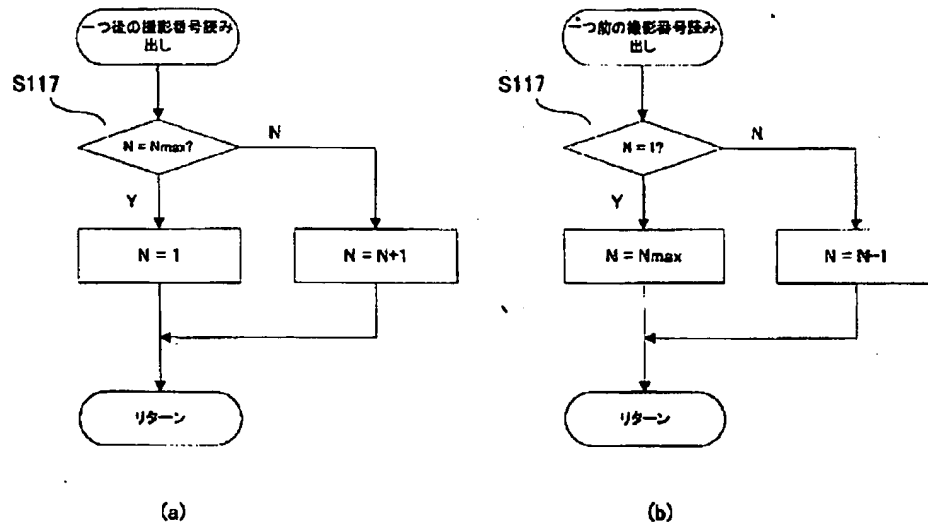 一つ後の撮影番号読み
出し
S117
N = Nmax?
N
Y
N = 1
N = N+1
リターン
(a)
一つ前の撮影番号読み
出し
S117
N = 1?
N
Y
N = Nmax
N = N-1
リターン
(b)